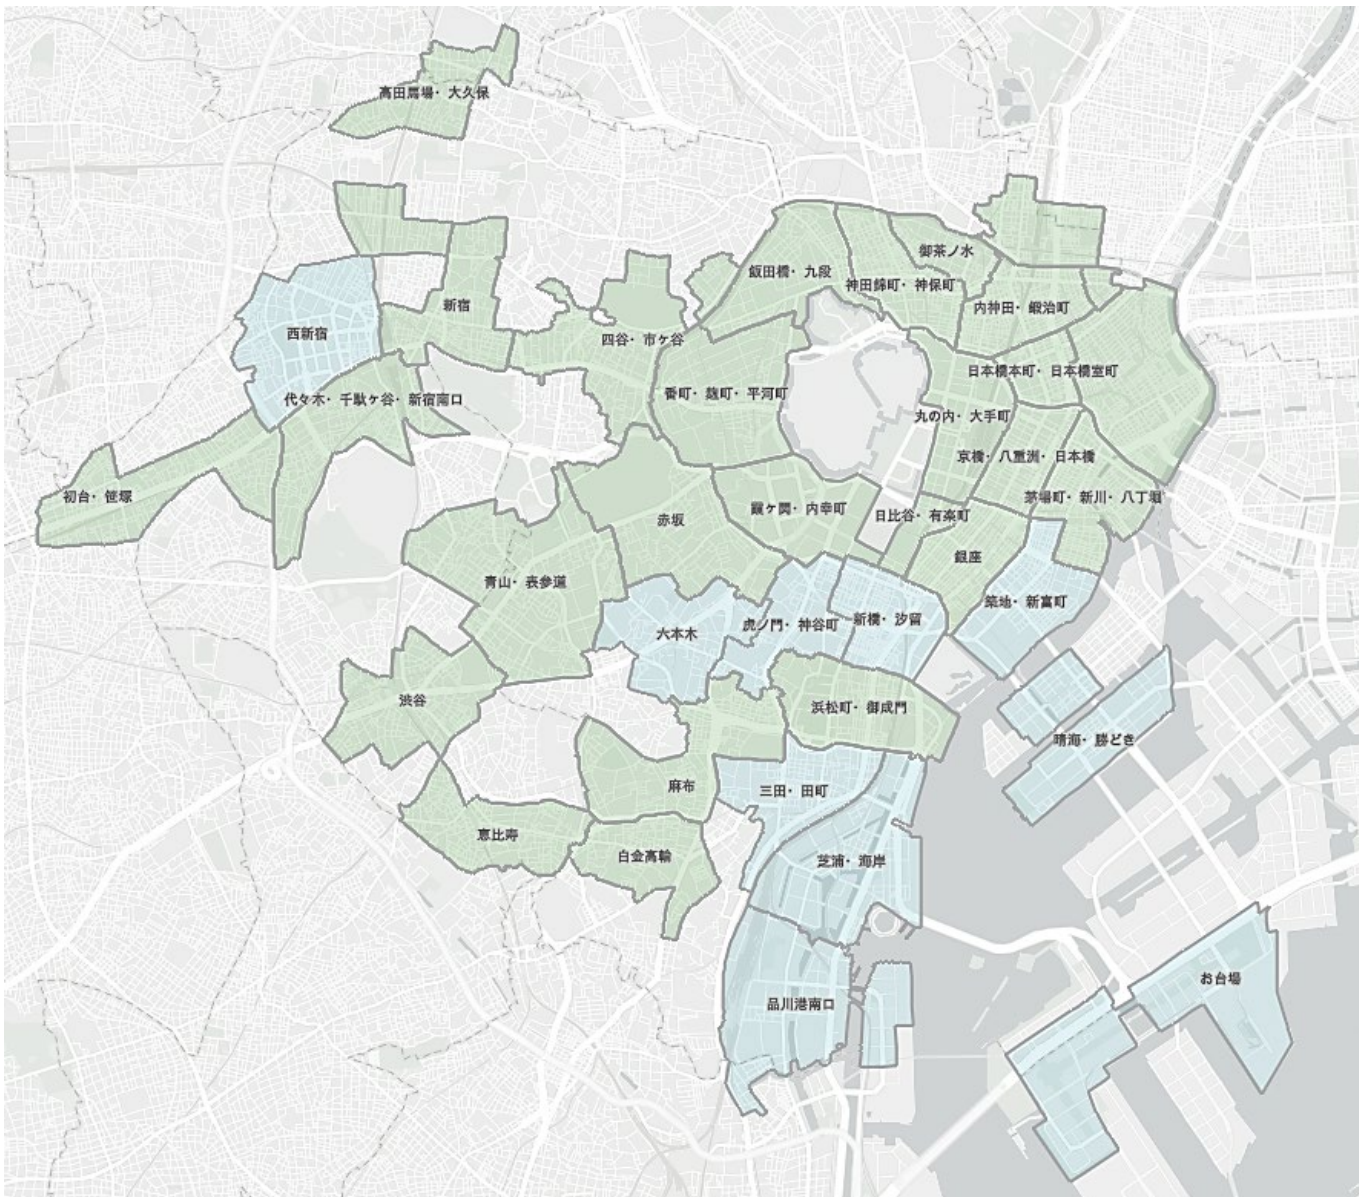 高田馬場・大久保
御茶ノ水
飯田橋・九段
神田錦町・神保町
新宿
内神田・鍛治町
西新宿
四谷・市ヶ谷
日本橋本町・日本橋室町
番町・麹町・平河町
代々木・千駄ヶ谷・新宿南口
丸の内・大手町
京橋・八重洲・日本橋
初台・笹塚
茅場町・新川・八丁堀
霞ヶ関・内幸町
日比谷・有楽町
赤坂
銀座
青山・表参道
築地・新富町
新橋・汐留
虎ノ門・神谷町
六本木
渋谷
浜松町・御成門
晴海・勝どき
麻布
三田・田町
恵比寿
白金高輪
芝浦・海岸
お台場
品川港南口